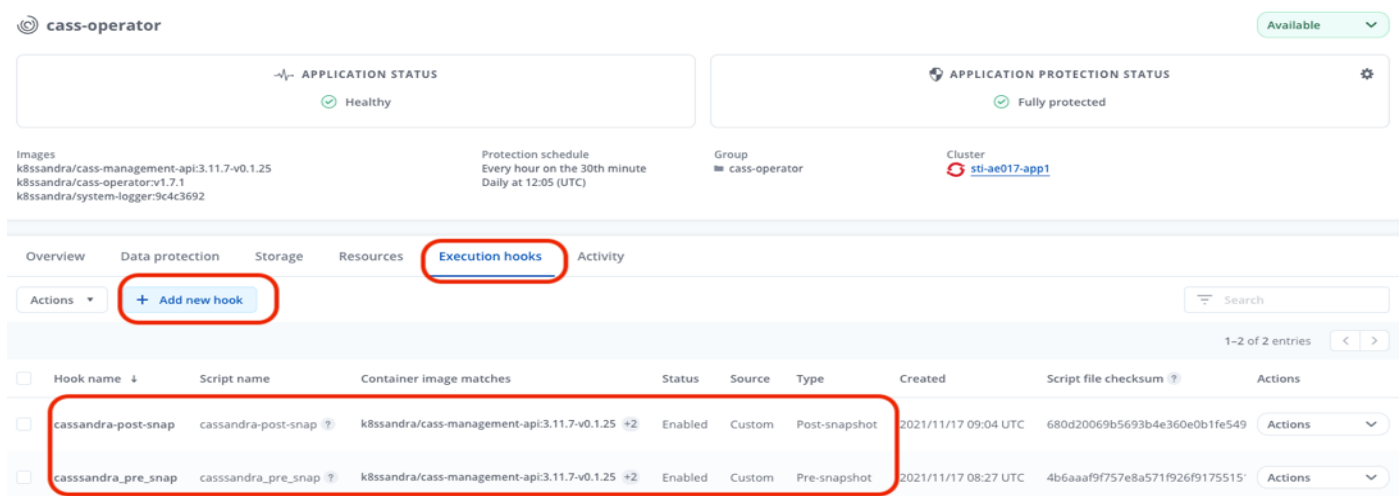 cass-operator
Available
APPLICATION STATUS
Healthy
APPLICATION PROTECTION STATUS
Fully protected
Images
k8ssandra/cass-management-api:3.11.7-v0.1.25
k8ssandra/cass-operator:v1.7.1
k8ssandra/system-logger:9c4c3692
Protection schedule
Every hour on the 30th minute
Daily at 12:05 (UTC)
Group
cass-operator
Cluster
sti-ae017-app1
Overview Data protection Storage Resources Execution hooks Activity
Actions + Add new hook Search
1–2 of 2 entries < >
Hook name ↓ Script name Container image matches Status Source Type Created Script file checksum ? Actions
cassandra-post-snap cassandra-post-snap ? k8ssandra/cass-management-api:3.11.7-v0.1.25 +2 Enabled Custom Post-snapshot 2021/11/17 09:04 UTC 680d20069b5693b4e360e0b1fe549 Actions
casssandra_pre_snap casssandra_pre_snap ? k8ssandra/cass-management-api:3.11.7-v0.1.25 +2 Enabled Custom Pre-snapshot 2021/11/17 08:27 UTC 4b6aaaf9f757e8a571f926f9175515 Actions